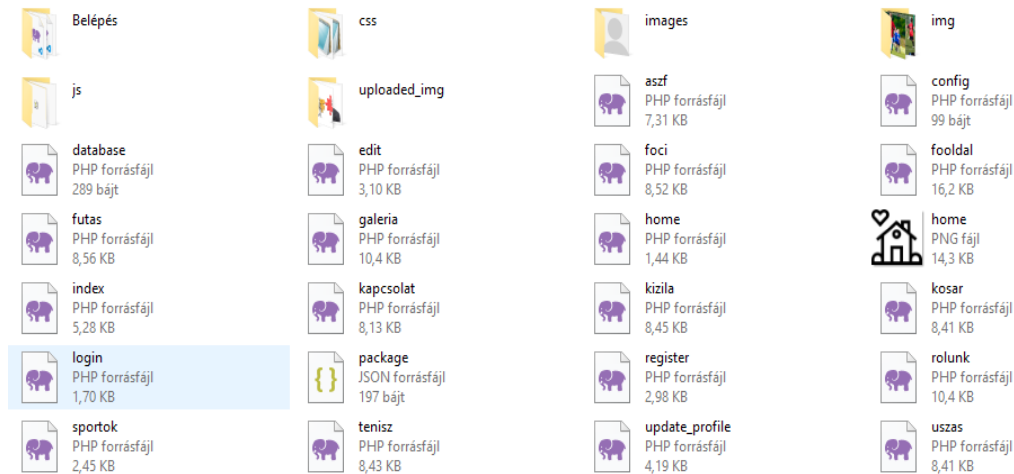 Belépés
css
images
img
js
uploaded_img
aszf
PHP forrásfájl
7,31 KB
config
PHP forrásfájl
99 bájt
database
PHP forrásfájl
289 bájt
edit
PHP forrásfájl
3,10 KB
foci
PHP forrásfájl
8,52 KB
fooldal
PHP forrásfájl
16,2 KB
futas
PHP forrásfájl
8,56 KB
galeria
PHP forrásfájl
10,4 KB
home
PHP forrásfájl
1,44 KB
home
PNG fájl
14,3 KB
index
PHP forrásfájl
5,28 KB
kapcsolat
PHP forrásfájl
8,13 KB
kizila
PHP forrásfájl
8,45 KB
kosar
PHP forrásfájl
8,41 KB
login
PHP forrásfájl
1,70 KB
package
JSON forrásfájl
197 bájt
register
PHP forrásfájl
2,98 KB
rolunk
PHP forrásfájl
10,4 KB
sportok
PHP forrásfájl
2,45 KB
tenisz
PHP forrásfájl
8,43 KB
update_profile
PHP forrásfájl
4,19 KB
uszas
PHP forrásfájl
8,41 KB